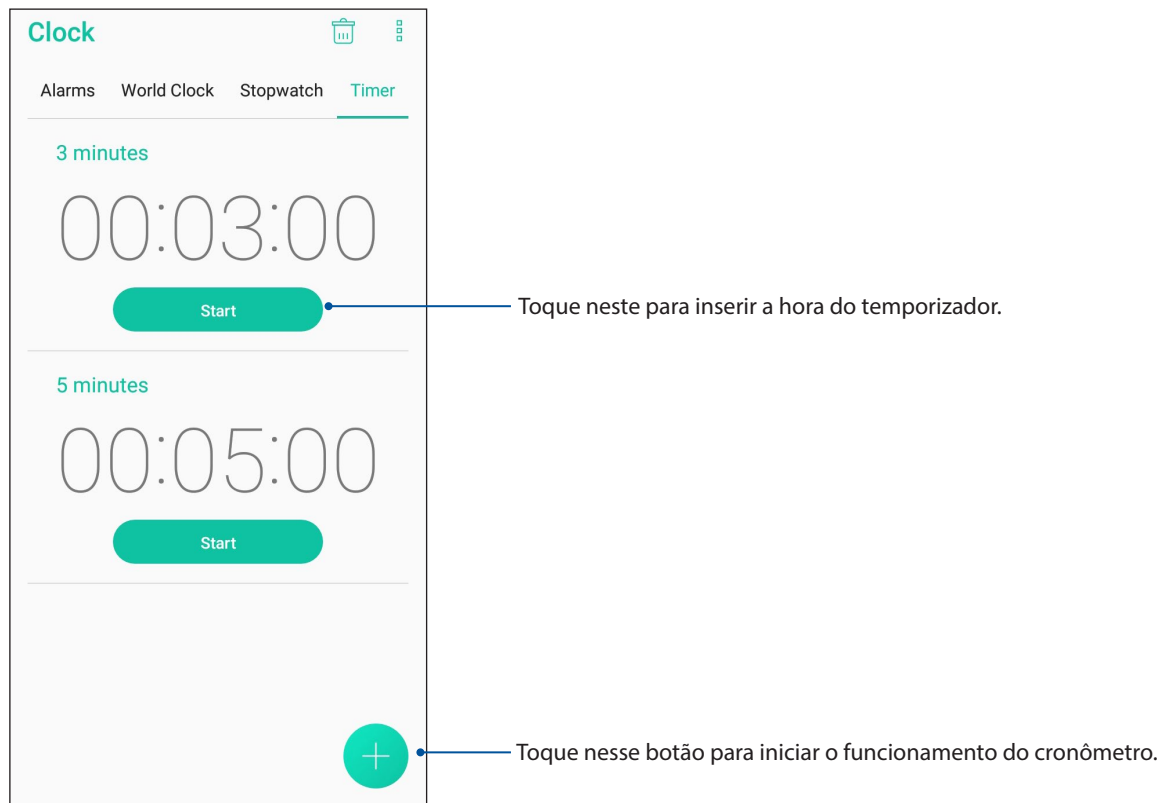 Clock
Alarms World Clock Stopwatch Timer
3 minutes
00:03:00
Start
Toque neste para inserir a hora do temporizador.
5 minutes
00:05:00
Start
Toque nesse botão para iniciar o funcionamento do cronômetro.